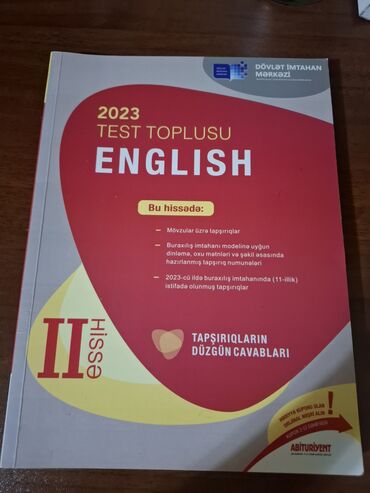 DÖVLƏT İMTAHAN
MƏRKƏZİ
2023
TEST TOPLUSU
ENGLISH
Bu hissədə:
Mövzular üzrə tapşırıqlar
Buraxılış imtahanı modelinə uyğun
dinləmə, oxu mətnləri və şəkil əsasında
hazırlanmış tapşırıq nümunələri
2023-cü ildə buraxılış imtahanında (11-illik)
istifadə olunmuş tapşırıqlar
II
Hissə
TAPŞIRIQLARIN
DÜZGÜN CAVABLARI
ABITURIYENT